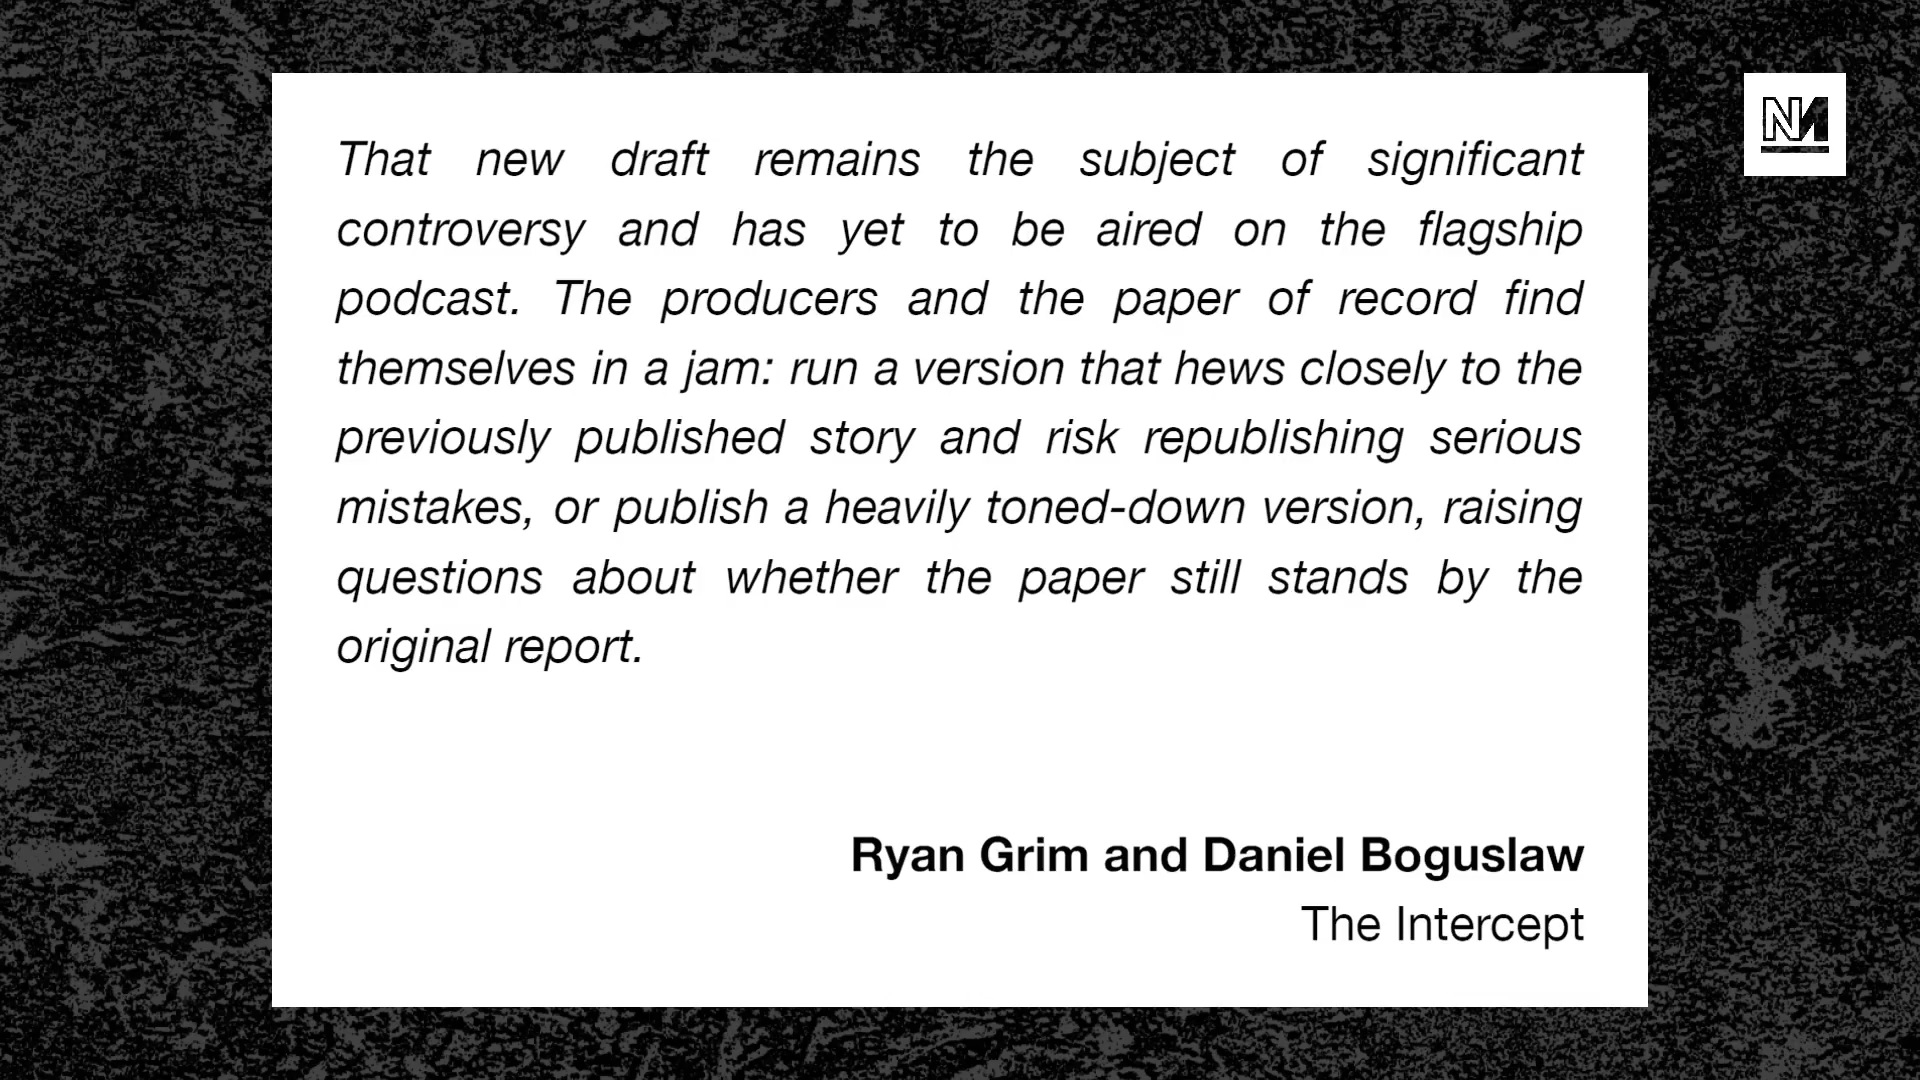 That new draft remains the subject of significant
controversy and has yet to be aired on the flagship
podcast. The producers and the paper of record find
themselves in a jam: run a version that hews closely to the
previously published story and risk republishing serious
mistakes, or publish a heavily toned-down version, raising
questions about whether the paper still stands by the
original report.
Ryan Grim and Daniel Boguslaw
The Intercept
NM